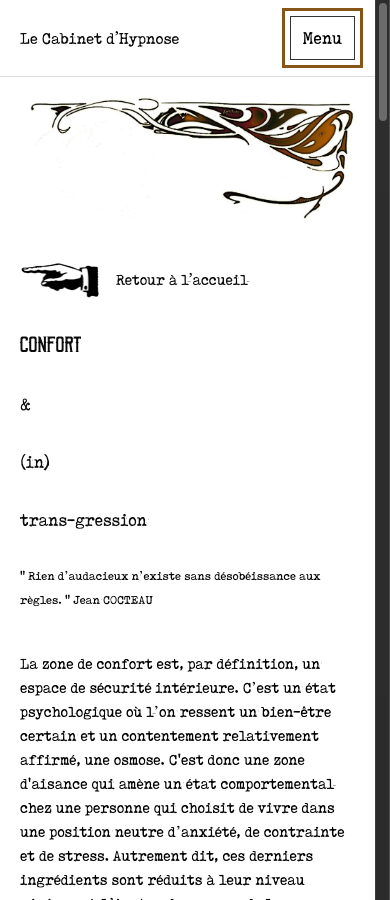 Le Cabinet d’Hypnose
Menu
Retour à l’accueil
CONFORT
&
(in)
trans-gression
" Rien d’audacieux n’existe sans désobéissance aux
règles. " Jean COCTEAU
La zone de confort est, par définition, un
espace de sécurité intérieure. C’est un état
psychologique où l’on ressent un bien-être
certain et un contentement relativement
affirmé, une osmose. C'est donc une zone
d'aisance qui amène un état comportemental
chez une personne qui choisit de vivre dans
une position neutre d’anxiété, de contrainte
et de stress. Autrement dit, ces derniers
ingrédients sont réduits à leur niveau